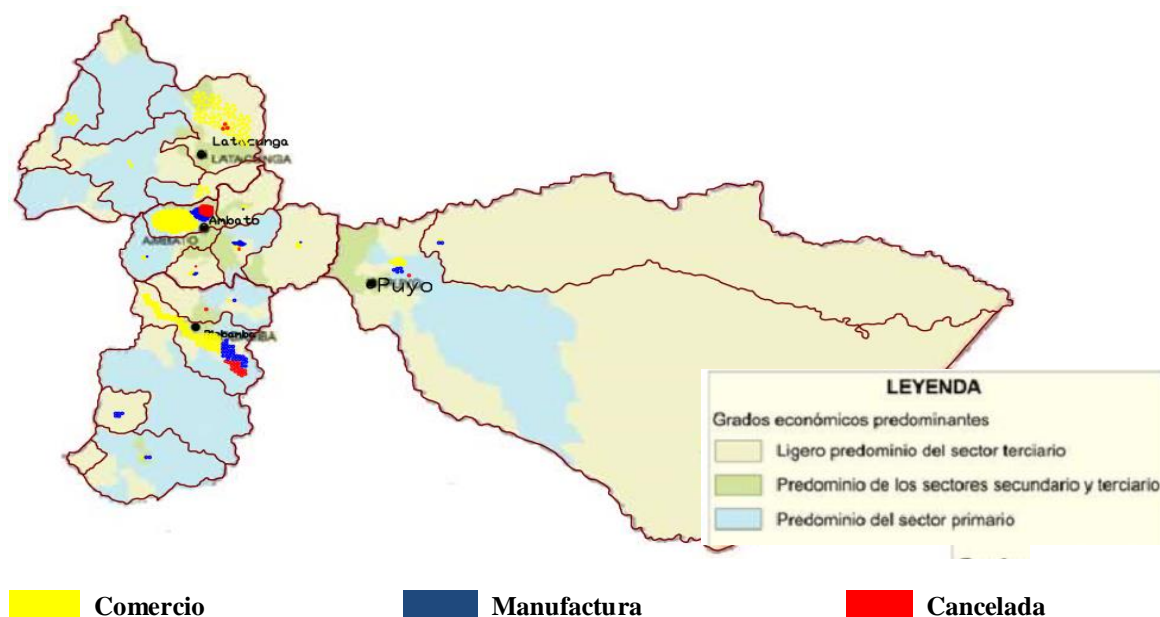 Latacunga
LATACUNGA
Ambato
AMBATO
Puyo
LEYENDA
Grados económicos predominantes
Ligero predominio del sector terciario
Predominio de los sectores secundario y terciario
Predominio del sector primario
Comercio
Manufactura
Cancelada